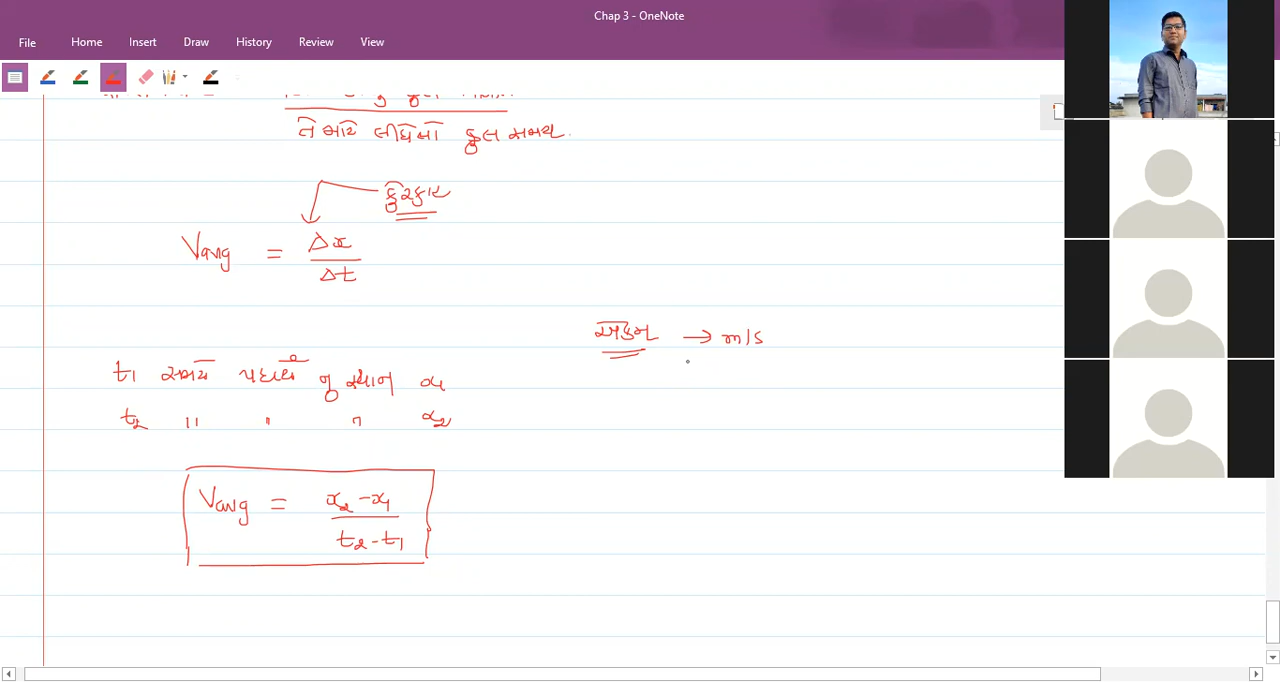 Chap 3 - OneNote
File Home Insert Draw History Review View
તે માટે લીધેલો કુલ સમય.
ફેરફાર
Vavg = Δx / Δt
એકમ → m/s
t1 સમયે પદાર્થ નું સ્થાન x1
t2 " " " x2
Vavg = x2 - x1 / t2 - t1